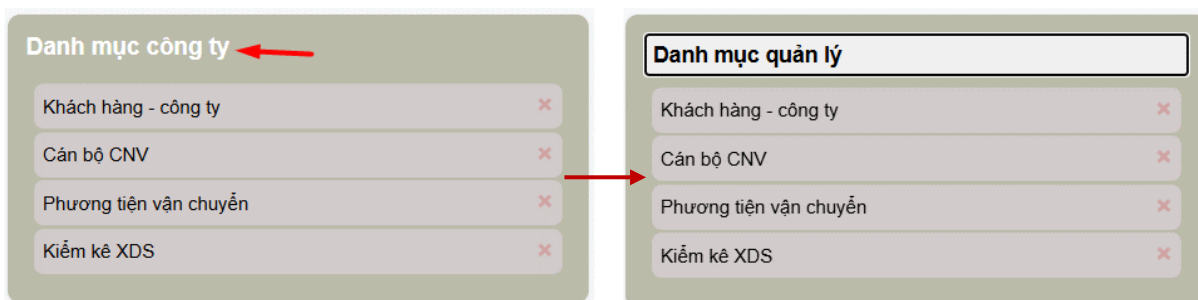 Danh mục công ty
Khách hàng - công ty
Cán bộ CNV
Phương tiện vận chuyển
Kiểm kê XDS
Danh mục quản lý
Khách hàng - công ty
Cán bộ CNV
Phương tiện vận chuyển
Kiểm kê XDS